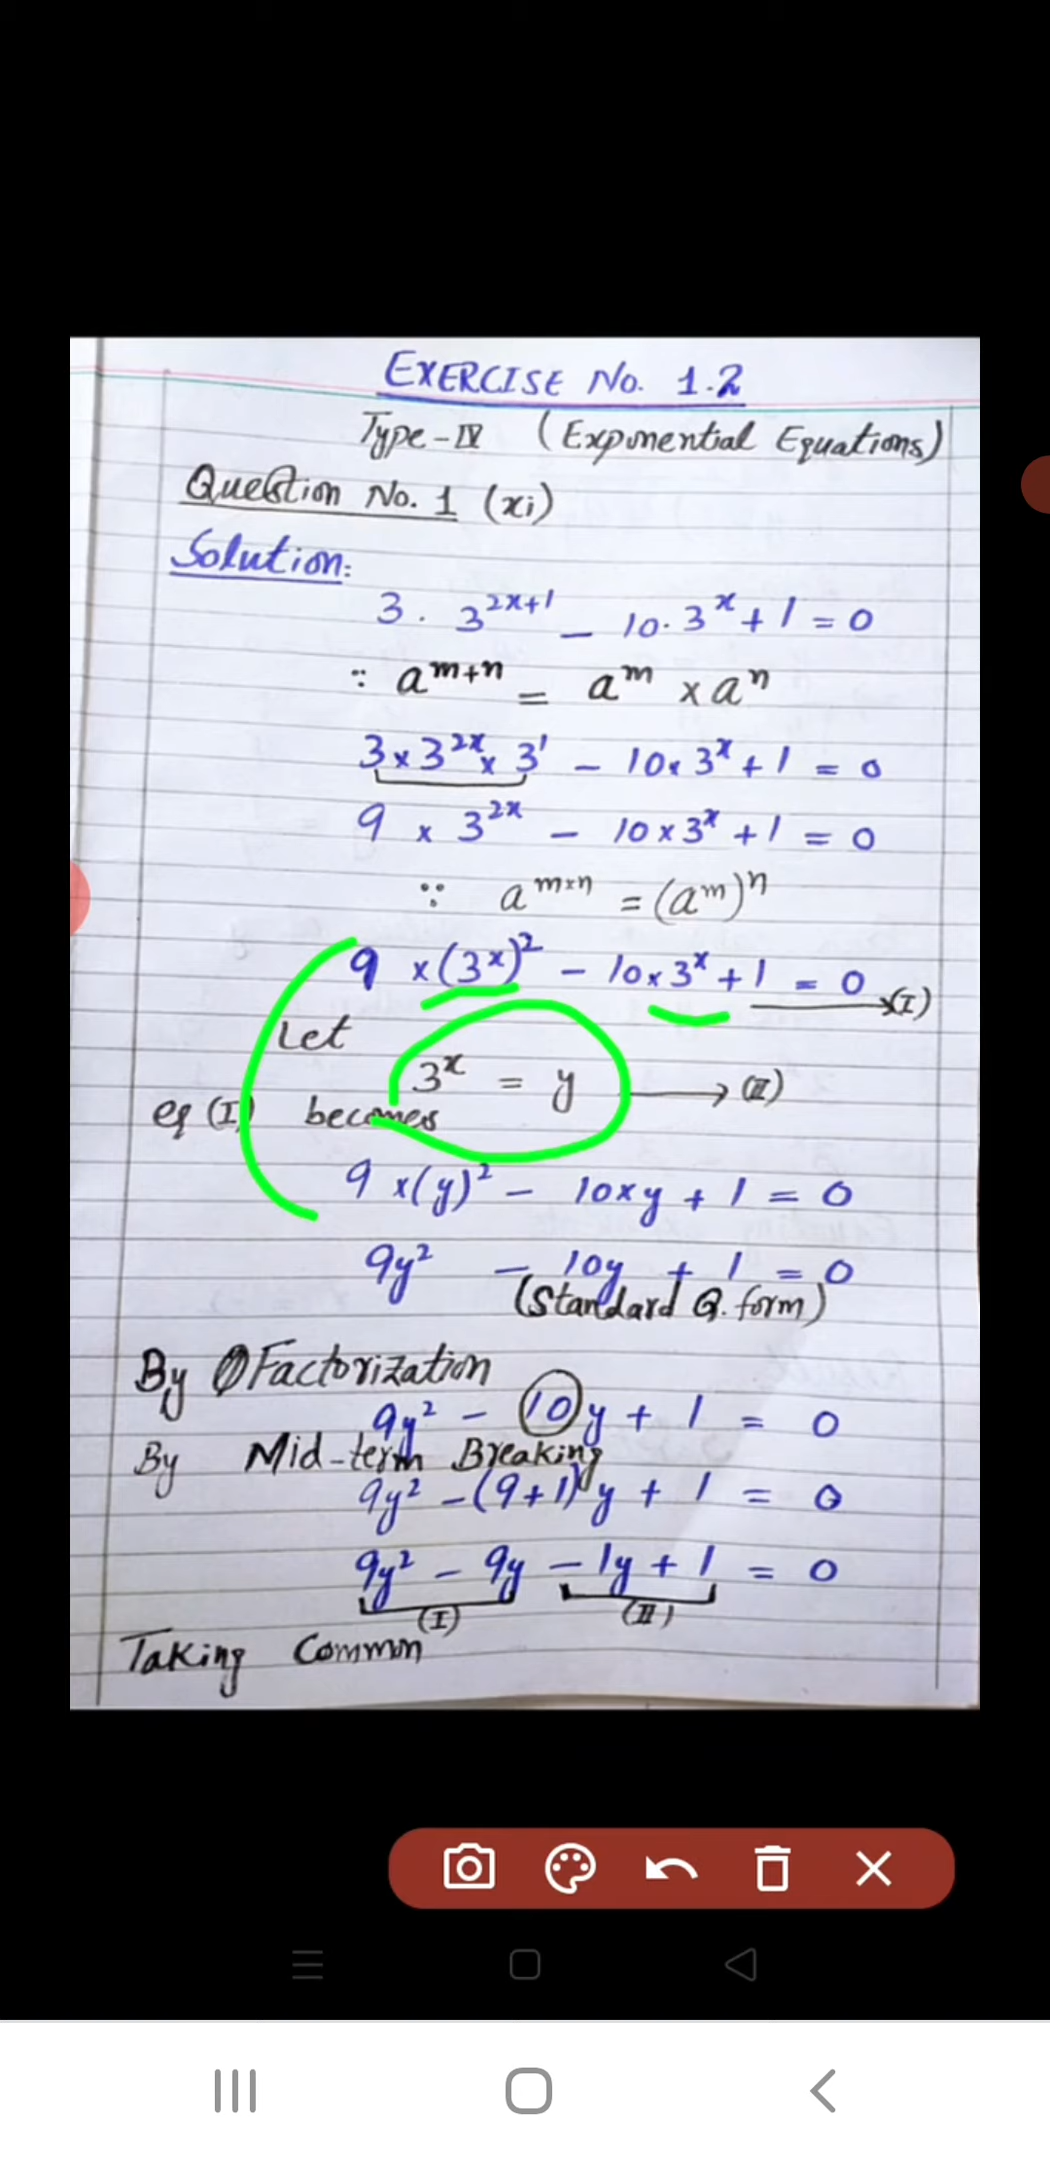 EXERCISE No. 1.2
Type-IV (Exponential Equations)
Question No. 1 (xi)
Solution:
3 . 3^{2x+1} - 10 . 3^x + 1 = 0
∵ a^{m+n} = a^m × a^n
3 × 3^{2x} × 3^1 - 10 × 3^x + 1 = 0
9 × 3^{2x} - 10 × 3^x + 1 = 0
∵ a^{m×n} = (a^m)^n
9 × (3^x)^2 - 10 × 3^x + 1 = 0 → (I)
Let
3^x = y → (II)
eq (I) becomes
9 × (y)^2 - 10 × y + 1 = 0
9y^2 - 10y + 1 = 0
(Standard Q. form)
By Factorization
9y^2 - 10y + 1 = 0
By Mid-term Breaking
9y^2 - (9+1)y + 1 = 0
9y^2 - 9y - 1y + 1 = 0
(I) (II)
Taking Common